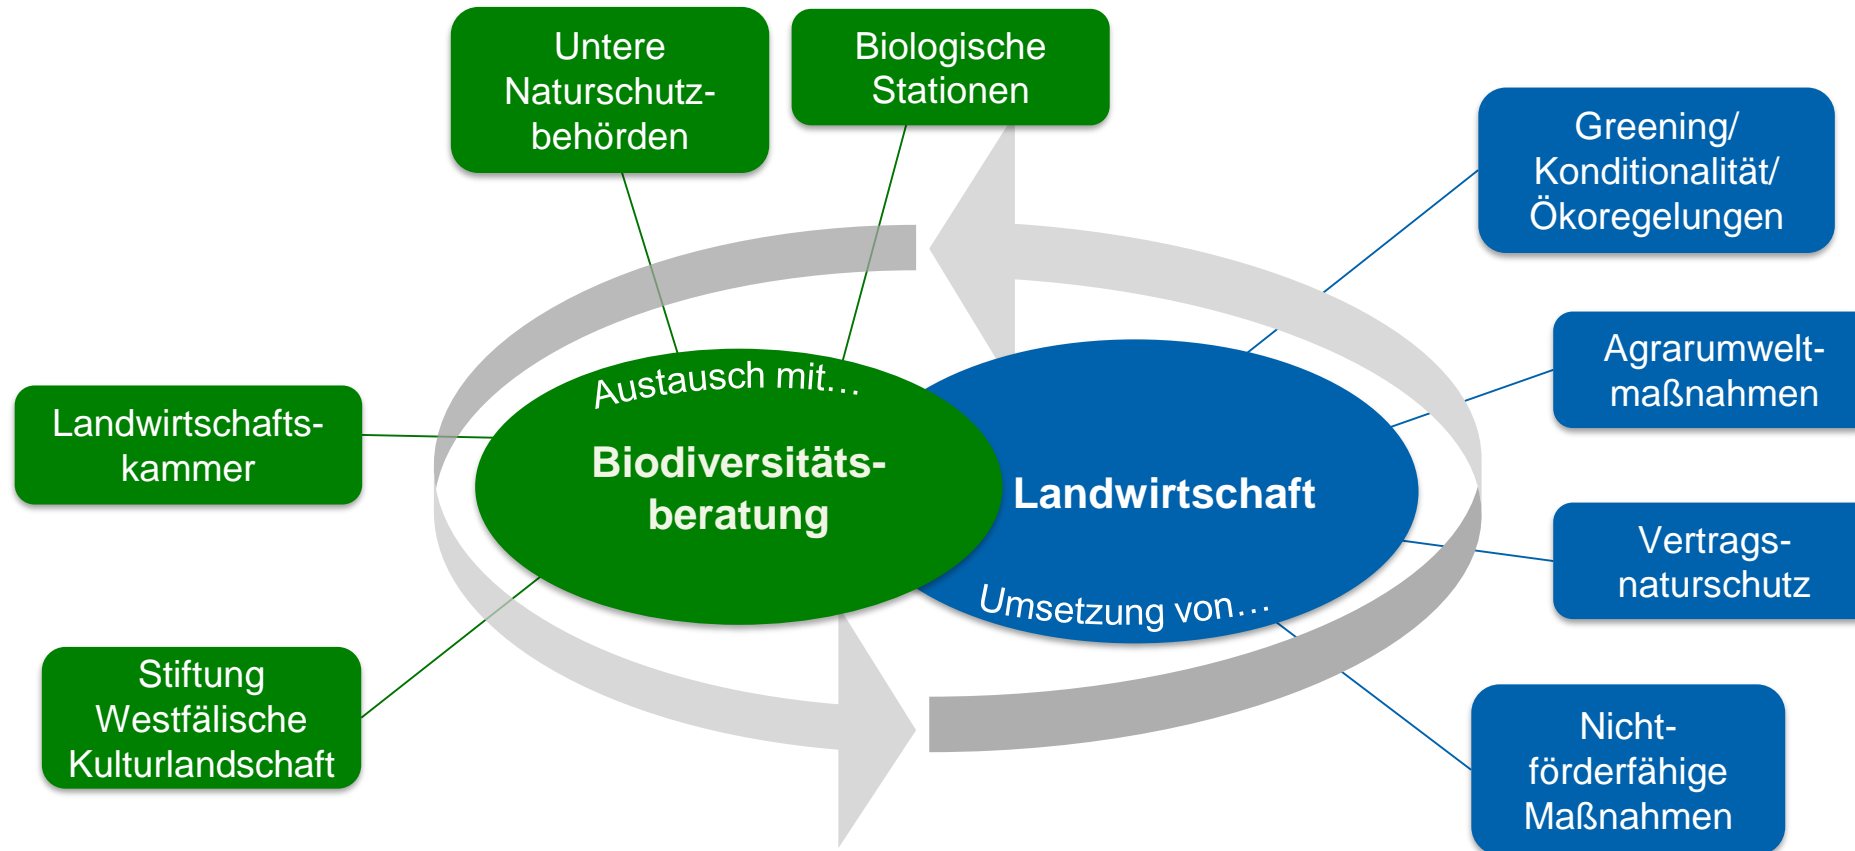 Untere
Naturschutz-
behörden
Biologische
Stationen
Greening/
Konditionalität/
Ökoregelungen
Agrarumwelt-
maßnahmen
Landwirtschafts-
kammer
Austausch mit…
Biodiversitäts-
beratung
Landwirtschaft
Umsetzung von…
Vertrags-
naturschutz
Stiftung
Westfälische
Kulturlandschaft
Nicht-
förderfähige
Maßnahmen